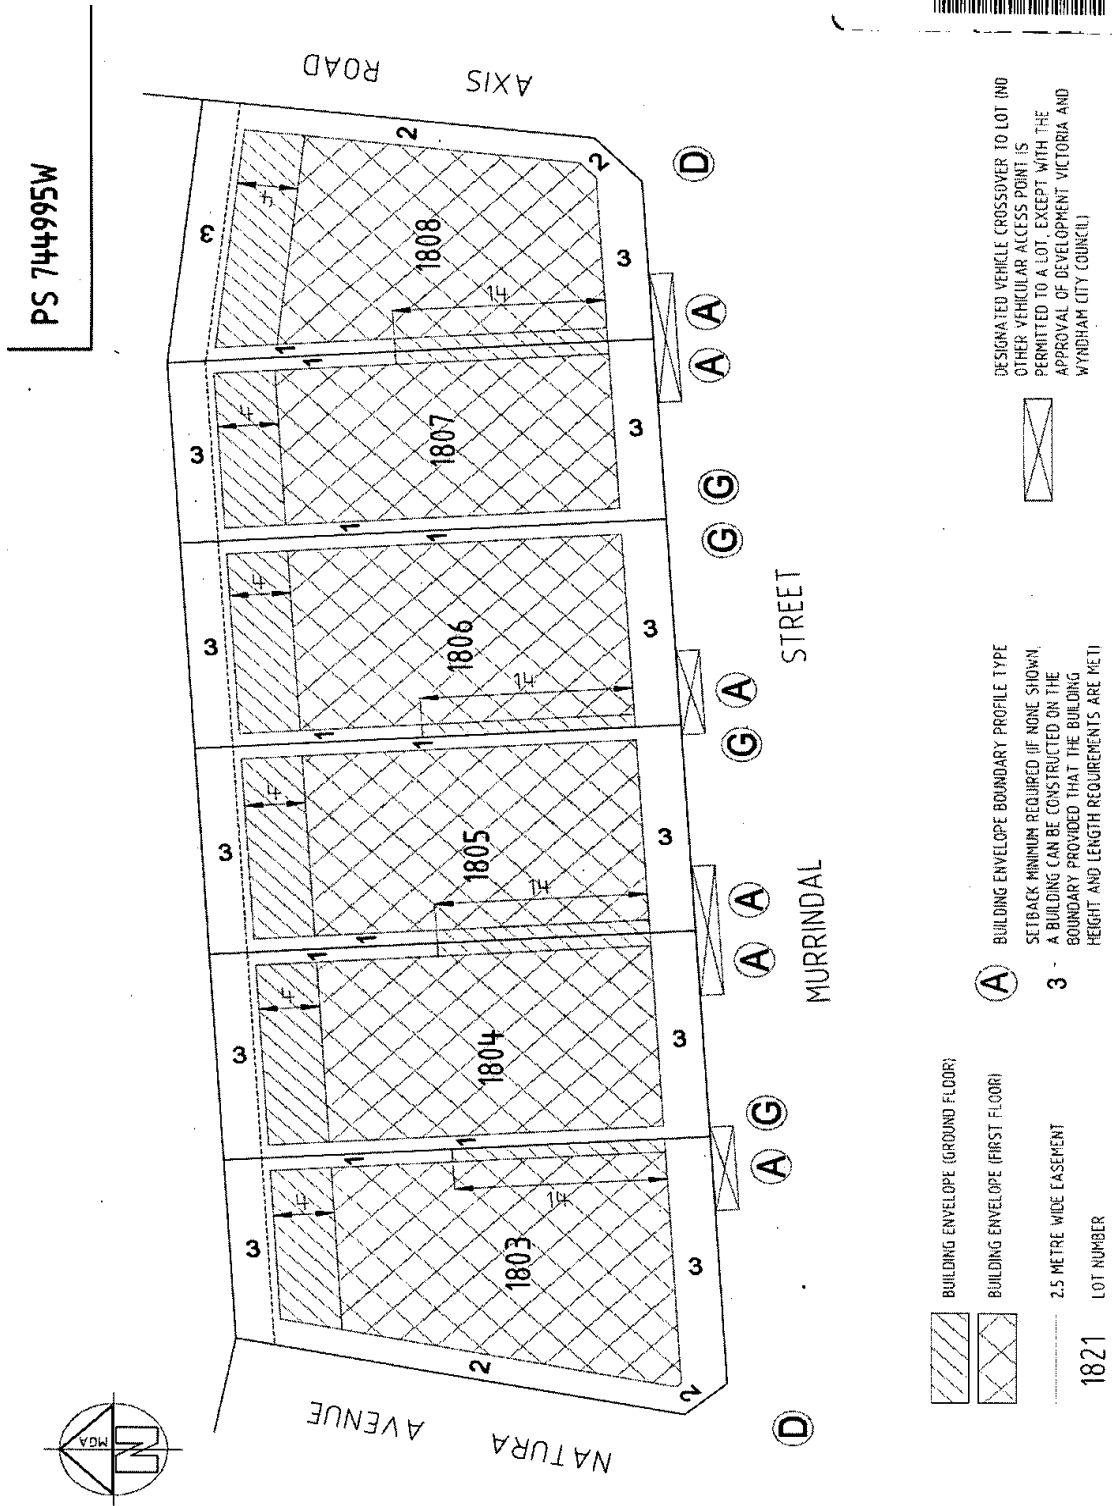 PS 744995W
AXIS ROAD
3
3
3
3
3
3
4
4
4
4
4
4
2
2
1808
1807
1806
1805
1804
1803
14
14
14
14
1
1
1
1
1
1
1
1
1
1
2
2
3
3
3
3
3
3
D
A
A
G
G
A
G
A
A
G
A
D
MURRINDAL STREET
NATURA AVENUE
MGA
N
BUILDING ENVELOPE (GROUND FLOOR)
BUILDING ENVELOPE (FIRST FLOOR)
2.5 METRE WIDE EASEMENT
1821 LOT NUMBER
A BUILDING ENVELOPE BOUNDARY PROFILE TYPE
3 - SETBACK MINIMUM REQUIRED (IF NONE SHOWN,
A BUILDING CAN BE CONSTRUCTED ON THE
BOUNDARY PROVIDED THAT THE BUILDING
HEIGHT AND LENGTH REQUIREMENTS ARE MET)
DESIGNATED VEHICLE CROSSOVER TO LOT (NO
OTHER VEHICULAR ACCESS POINT IS
PERMITTED TO A LOT, EXCEPT WITH THE
APPROVAL OF DEVELOPMENT VICTORIA AND
WYNDHAM CITY COUNCIL)